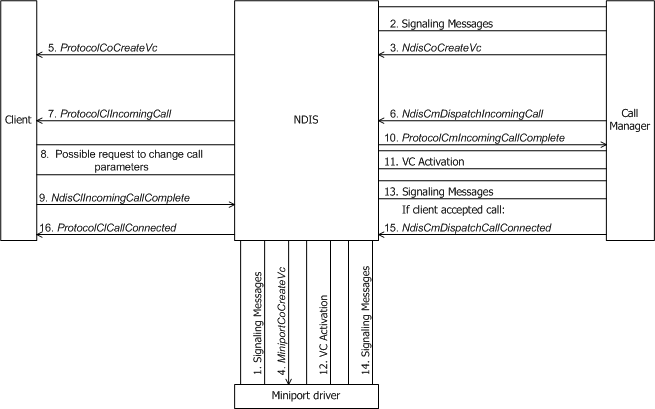 2. Signaling Messages
5. ProtocolCoCreateVc
3. NdisCoCreateVc
Client
7. ProtocolClIncomingCall
NDIS
6. NdisCmDispatchIncomingCall
Call
Manager
10. ProtocolCmIncomingCallComplete
8. Possible request to change call
parameters
11. VC Activation
9. NdisClIncomingCallComplete
13. Signaling Messages
If client accepted call:
16. ProtocolClCallConnected
15. NdisCmDispatchCallConnected
1. Signaling Messages
4. MiniportCoCreateVc
12. VC Activation
14. Signaling Messages
Miniport driver